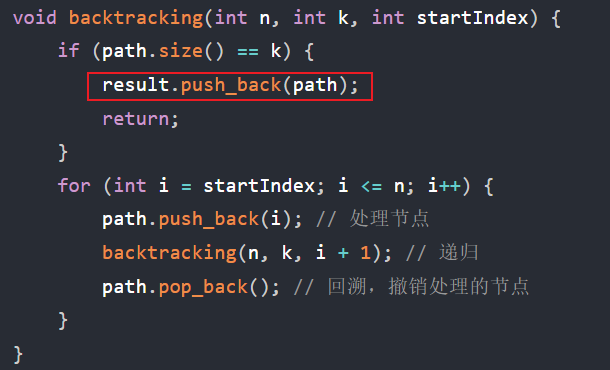 void backtracking(int n, int k, int startIndex) {
    if (path.size() == k) {
        result.push_back(path);
        return;
    }
    for (int i = startIndex; i <= n; i++) {
        path.push_back(i); // 处理节点
        backtracking(n, k, i + 1); // 递归
        path.pop_back(); // 回溯，撤销处理的节点
    }
}